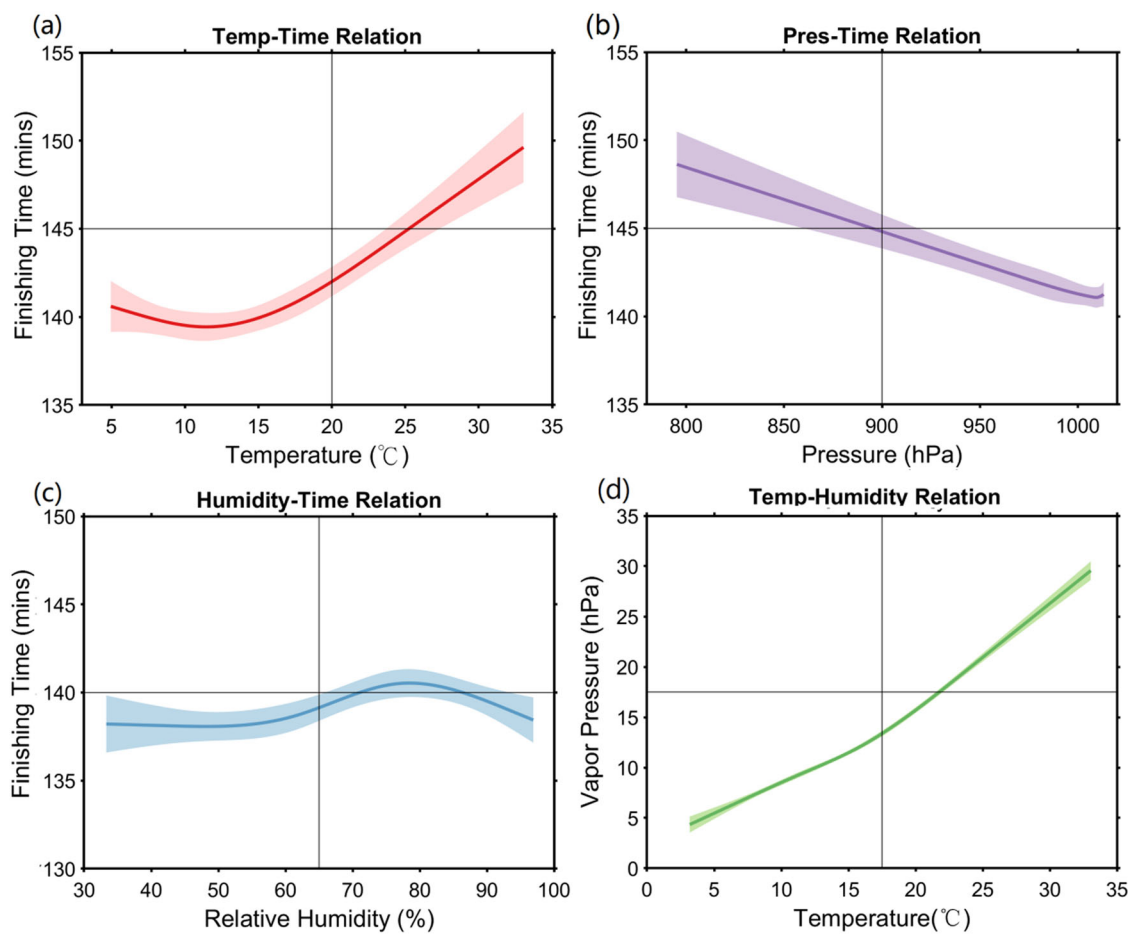 (a)
Temp-Time Relation
155
150
145
140
135
Finishing Time (mins)
5 10 15 20 25 30 35
Temperature (℃)
(b)
Pres-Time Relation
155
150
145
140
135
Finishing Time (mins)
800 850 900 950 1000
Pressure (hPa)
(c)
Humidity-Time Relation
150
145
140
135
130
Finishing Time (mins)
30 40 50 60 70 80 90 100
Relative Humidity (%)
(d)
Temp-Humidity Relation
35
30
25
20
15
10
5
0
Vapor Pressure (hPa)
0 5 10 15 20 25 30 35
Temperature(℃)